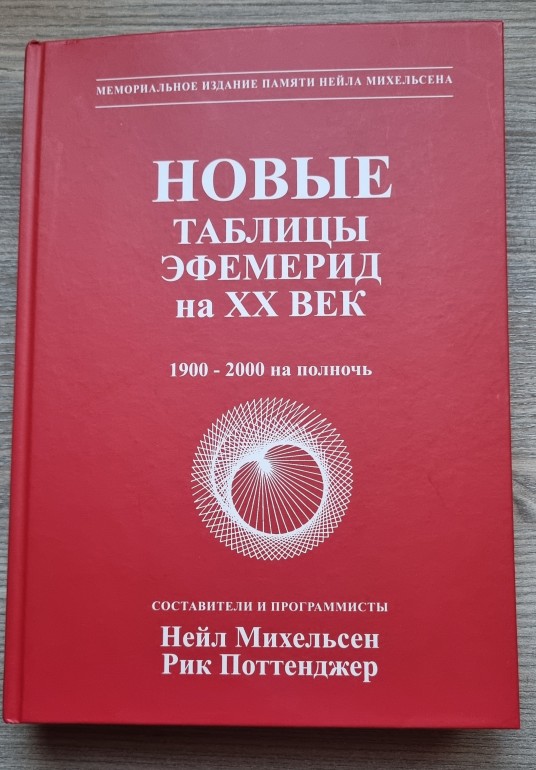 МЕМОРИАЛЬНОЕ ИЗДАНИЕ ПАМЯТИ НЕЙЛА МИХЕЛЬСЕНА
НОВЫЕ
ТАБЛИЦЫ
ЭФЕМЕРИД
на XX ВЕК
1900 - 2000 на полночь
СОСТАВИТЕЛИ И ПРОГРАММИСТЫ
Нейл Михельсен
Рик Поттенджер